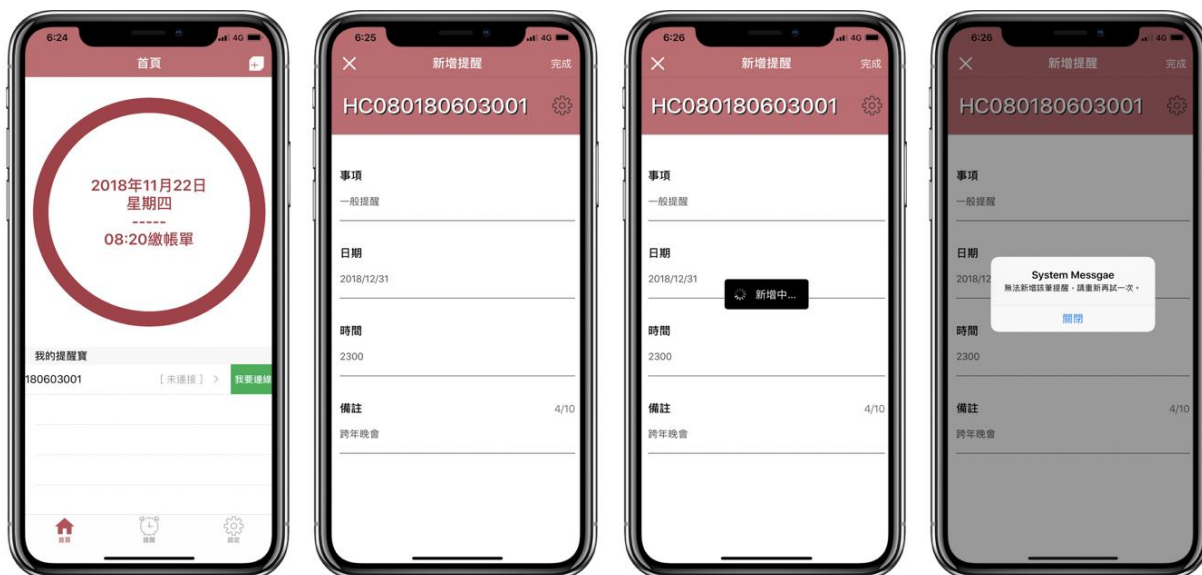 6:24
4G
首頁
2018年11月22日
星期四
-----
08:20繳帳單
我的提醒寶
180603001 [未連接] > 我要連線
首頁 提醒 設定
6:25
4G
新增提醒 完成
HC080180603001
事項
一般提醒
日期
2018/12/31
時間
2300
備註 4/10
跨年晚會
6:26
4G
新增提醒 完成
HC080180603001
事項
一般提醒
日期
2018/12/31
新增中...
時間
2300
備註 4/10
跨年晚會
6:26
4G
新增提醒 完成
HC080180603001
事項
一般提醒
日期
2018/12
System Messgae
無法新增該筆提醒,請重新再試一次。
關閉
時間
2300
備註 4/10
跨年晚會